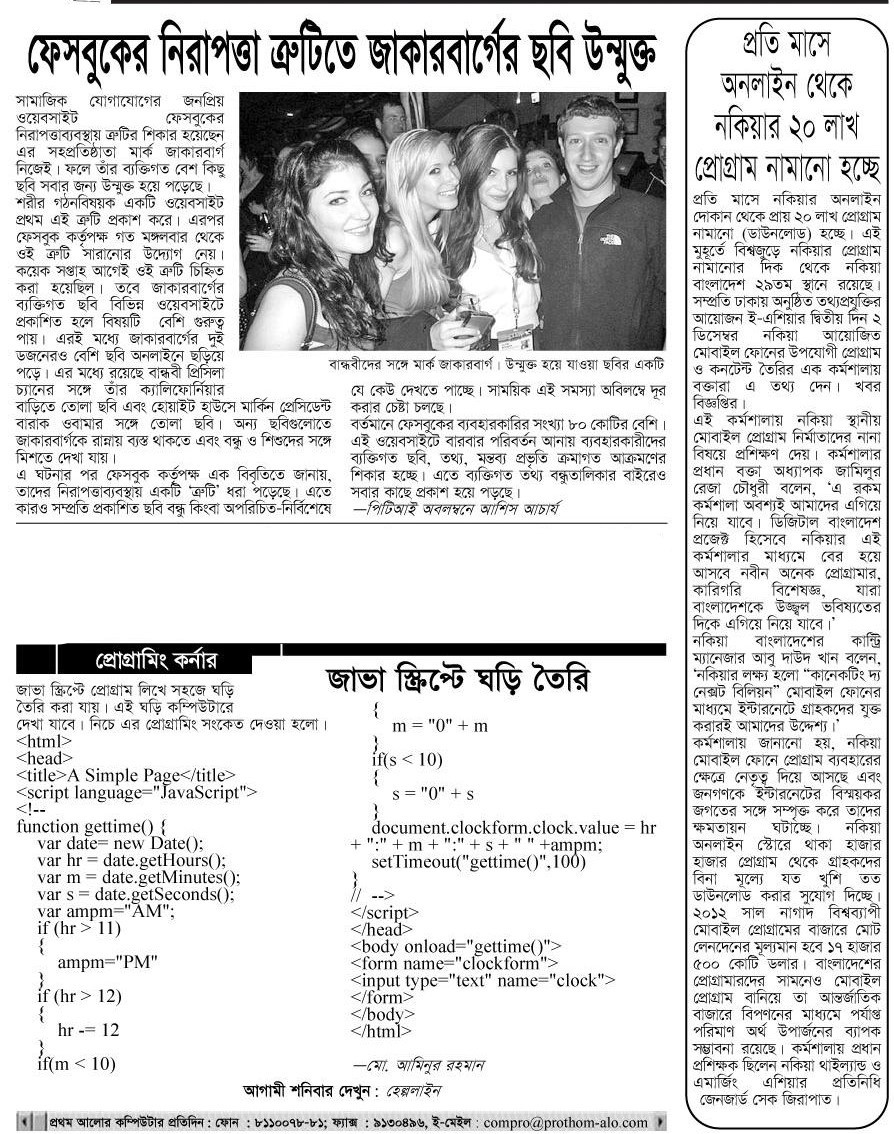 ফেসবুকের নিরাপত্তা ত্রুটিতে জাকারবার্গের ছবি উন্মুক্ত
সামাজিক যোগাযোগের জনপ্রিয়
ওয়েবসাইট ফেসবুকের
নিরাপত্তাব্যবস্থায় ত্রুটির শিকার হয়েছেন
এর সহপ্রতিষ্ঠাতা মার্ক জাকারবার্গ
নিজেই। ফলে তাঁর ব্যক্তিগত বেশ কিছু
ছবি সবার জন্য উন্মুক্ত হয়ে পড়েছে।
শরীর গঠনবিষয়ক একটি ওয়েবসাইট
প্রথম এই ত্রুটি প্রকাশ করে। এরপর
ফেসবুক কর্তৃপক্ষ গত মঙ্গলবার থেকে
ওই ত্রুটি সারানোর উদ্যোগ নেয়।
কয়েক সপ্তাহ আগেই ওই ত্রুটি চিহ্নিত
করা হয়েছিল। তবে জাকারবার্গের
ব্যক্তিগত ছবি বিভিন্ন ওয়েবসাইটে
প্রকাশিত হলে বিষয়টি বেশি গুরুত্ব
পায়। এরই মধ্যে জাকারবার্গের দুই
ডজনেরও বেশি ছবি অনলাইনে ছড়িয়ে
পড়ে। এর মধ্যে রয়েছে বান্ধবী প্রিসিলা
চ্যানের সঙ্গে তাঁর ক্যালিফোর্নিয়ার
বাড়িতে তোলা ছবি এবং হোয়াইট হাউসে মার্কিন প্রেসিডেন্ট
বারাক ওবামার সঙ্গে তোলা ছবি। অন্য ছবিগুলোতে
জাকারবার্গকে রান্নায় ব্যস্ত থাকতে এবং বন্ধু ও শিশুদের সঙ্গে
মিশতে দেখা যায়।
এ ঘটনার পর ফেসবুক কর্তৃপক্ষ এক বিবৃতিতে জানায়,
তাদের নিরাপত্তাব্যবস্থায় একটি ‘ত্রুটি’ ধরা পড়েছে। এতে
কারও সম্প্রতি প্রকাশিত ছবি বন্ধু কিংবা অপরিচিত-নির্বিশেষে
THE NORTH FACE
বান্ধবীদের সঙ্গে মার্ক জাকারবার্গ। উন্মুক্ত হয়ে যাওয়া ছবির একটি
যে কেউ দেখতে পাচ্ছে। সাময়িক এই সমস্যা অবিলম্বে দূর
করার চেষ্টা চলছে।
বর্তমানে ফেসবুকের ব্যবহারকারির সংখ্যা ৮০ কোটির বেশি।
এই ওয়েবসাইটে বারবার পরিবর্তন আনায় ব্যবহারকারীদের
ব্যক্তিগত ছবি, তথ্য, মন্তব্য প্রভৃতি ক্রমাগত আক্রমণের
শিকার হচ্ছে। এতে ব্যক্তিগত তথ্য বন্ধুতালিকার বাইরেও
সবার কাছে প্রকাশ হয়ে পড়ছে।
—পিটিআই অবলম্বনে আশিস আচার্য
প্রোগ্রামিং কর্নার
জাভা স্ক্রিপ্টে ঘড়ি তৈরি
জাভা স্ক্রিপ্টে প্রোগ্রাম লিখে সহজে ঘড়ি
তৈরি করা যায়। এই ঘড়ি কম্পিউটারে
দেখা যাবে। নিচে এর প্রোগ্রামিং সংকেত দেওয়া হলো।
<html>
<head>
<title>A Simple Page</title>
<script language="JavaScript">
<!--
function gettime() {
var date= new Date();
var hr = date.getHours();
var m = date.getMinutes();
var s = date.getSeconds();
var ampm="AM";
if (hr > 11)
{
ampm="PM"
}
if (hr > 12)
{
hr -= 12
}
if(m < 10)
{
m = "0" + m
}
if(s < 10)
{
s = "0" + s
}
document.clockform.clock.value = hr
+ ":" + m + ":" + s + " " +ampm;
setTimeout("gettime()",100)
}
// -->
</script>
</head>
<body onload="gettime()">
<form name="clockform">
<input type="text" name="clock">
</form>
</body>
</html>
—মো. আমিনুর রহমান
আগামী শনিবার দেখুন : হেল্পলাইন
প্রথম আলোর কম্পিউটার প্রতিদিন : ফোন : ৮১১০০৭৮-৮১; ফ্যাক্স : ৯১৩০৪৯৬, ই-মেইল : compro@prothom-alo.com
প্রতি মাসে
অনলাইন থেকে
নকিয়ার ২০ লাখ
প্রোগ্রাম নামানো হচ্ছে
প্রতি মাসে নকিয়ার অনলাইন
দোকান থেকে প্রায় ২০ লাখ প্রোগ্রাম
নামানো (ডাউনলোড) হচ্ছে। এই
মুহূর্তে বিশ্বজুড়ে নকিয়ার প্রোগ্রাম
নামানোর দিক থেকে নকিয়া
বাংলাদেশ ২৯তম স্থানে রয়েছে।
সম্প্রতি ঢাকায় অনুষ্ঠিত তথ্যপ্রযুক্তির
আয়োজন ই-এশিয়ার দ্বিতীয় দিন ২
ডিসেম্বর নকিয়া আয়োজিত
মোবাইল ফোনের উপযোগী প্রোগ্রাম
ও কনটেন্ট তৈরির এক কর্মশালায়
বক্তারা এ তথ্য দেন। খবর
বিজ্ঞপ্তির।
এই কর্মশালায় নকিয়া স্থানীয়
মোবাইল প্রোগ্রাম নির্মাতাদের নানা
বিষয়ে প্রশিক্ষণ দেয়। কর্মশালার
প্রধান বক্তা অধ্যাপক জামিলুর
রেজা চৌধুরী বলেন, ‘এ রকম
কর্মশালা অবশ্যই আমাদের এগিয়ে
নিয়ে যাবে। ডিজিটাল বাংলাদেশ
প্রজেক্ট হিসেবে নকিয়ার এই
কর্মশালার মাধ্যমে বের হয়ে
আসবে নবীন অনেক প্রোগ্রামার,
কারিগরি বিশেষজ্ঞ, যারা
বাংলাদেশকে উজ্জ্বল ভবিষ্যতের
দিকে এগিয়ে নিয়ে যাবে।’
নকিয়া বাংলাদেশের কান্ট্রি
ম্যানেজার আবু দাউদ খান বলেন,
‘নকিয়ার লক্ষ্য হলো “কানেকটিং দ্য
নেক্সট বিলিয়ন” মোবাইল ফোনের
মাধ্যমে ইন্টারনেটে গ্রাহকদের যুক্ত
করারই আমাদের উদ্দেশ্য।’
কর্মশালায় জানানো হয়, নকিয়া
মোবাইল ফোনে প্রোগ্রাম ব্যবহারের
ক্ষেত্রে নেতৃত্ব দিয়ে আসছে এবং
জনগণকে ইন্টারনেটের বিস্ময়কর
জগতের সঙ্গে সম্পৃক্ত করে তাদের
ক্ষমতায়ন ঘটাচ্ছে। নকিয়া
অনলাইন স্টোরে থাকা হাজার
হাজার প্রোগ্রাম থেকে গ্রাহকদের
বিনা মূল্যে যত খুশি তত
ডাউনলোড করার সুযোগ দিচ্ছে।
২০১২ সাল নাগাদ বিশ্বব্যাপী
মোবাইল প্রোগ্রামের বাজারে মোট
লেনদেনের মূল্যমান হবে ১৭ হাজার
৫০০ কোটি ডলার। বাংলাদেশের
প্রোগ্রামারদের সামনেও মোবাইল
প্রোগ্রাম বানিয়ে তা আন্তর্জাতিক
বাজারে বিপণনের মাধ্যমে পর্যাপ্ত
পরিমাণ অর্থ উপার্জনের ব্যাপক
সম্ভাবনা রয়েছে। কর্মশালায় প্রধান
প্রশিক্ষক ছিলেন নকিয়া থাইল্যান্ড ও
এমার্জিং এশিয়ার প্রতিনিধি
জেনজার্ড সেক জিরাপাত।